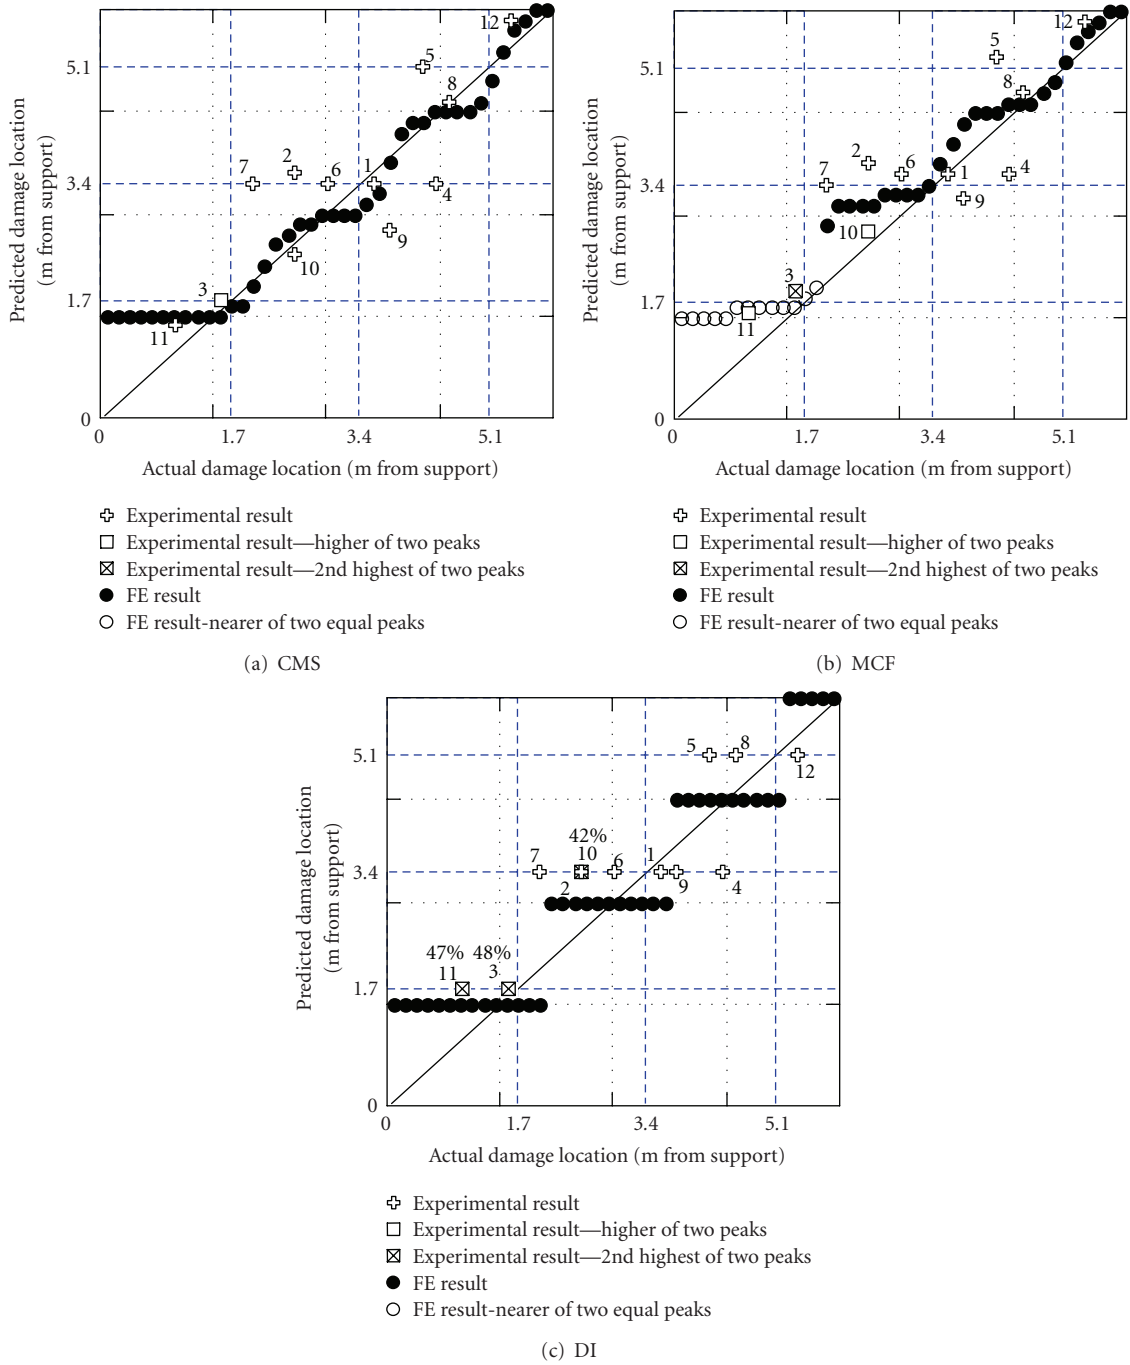 12
5.1
5
8
7
2
6
1
3.4
4
9
10
3
1.7
11
0
0
1.7
3.4
5.1
Predicted damage location
(m from support)
Actual damage location (m from support)
Experimental result
Experimental result—higher of two peaks
Experimental result—2nd highest of two peaks
FE result
FE result-nearer of two equal peaks
(a) CMS
12
5
5.1
8
2
7
6
1
4
3.4
9
10
3
1.7
11
0
0
1.7
3.4
5.1
Predicted damage location
(m from support)
Actual damage location (m from support)
Experimental result
Experimental result—higher of two peaks
Experimental result—2nd highest of two peaks
FE result
FE result-nearer of two equal peaks
(b) MCF
5
8
5.1
12
42%
7
10
6
1
3.4
2
9
4
47% 48%
11
3
1.7
0
0
1.7
3.4
5.1
Predicted damage location
(m from support)
Actual damage location (m from support)
Experimental result
Experimental result—higher of two peaks
Experimental result—2nd highest of two peaks
FE result
FE result-nearer of two equal peaks
(c) DI